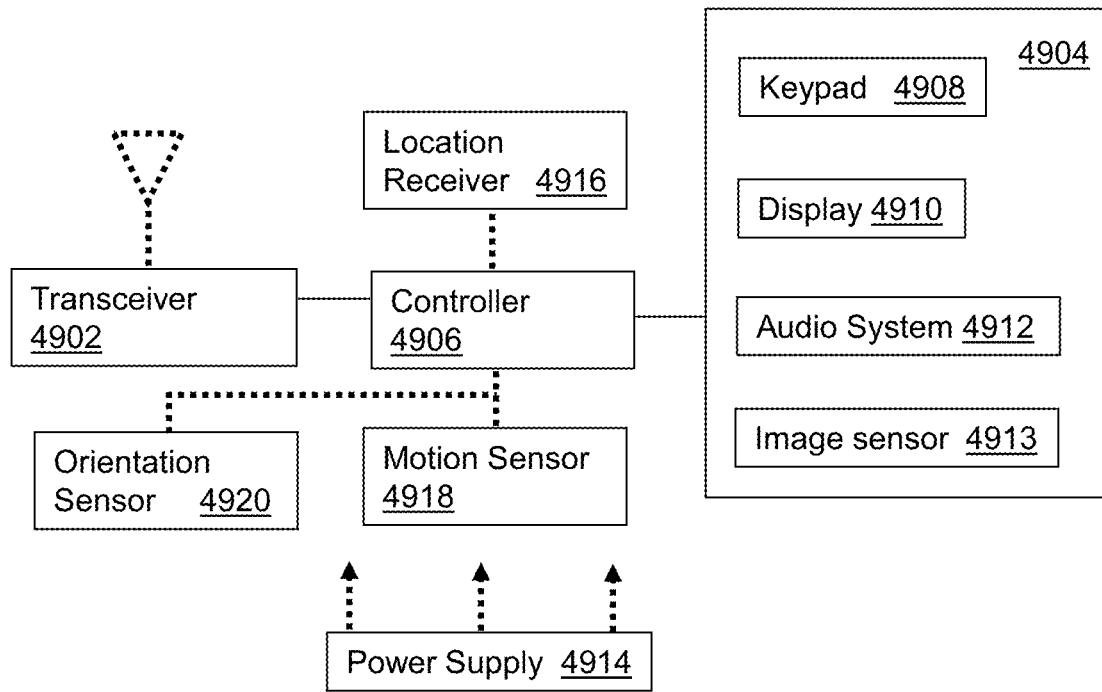 4904
Keypad 4908
Location
Receiver 4916
Display 4910
Transceiver
4902
Controller
4906
Audio System 4912
Image sensor 4913
Orientation
Sensor 4920
Motion Sensor
4918
Power Supply 4914